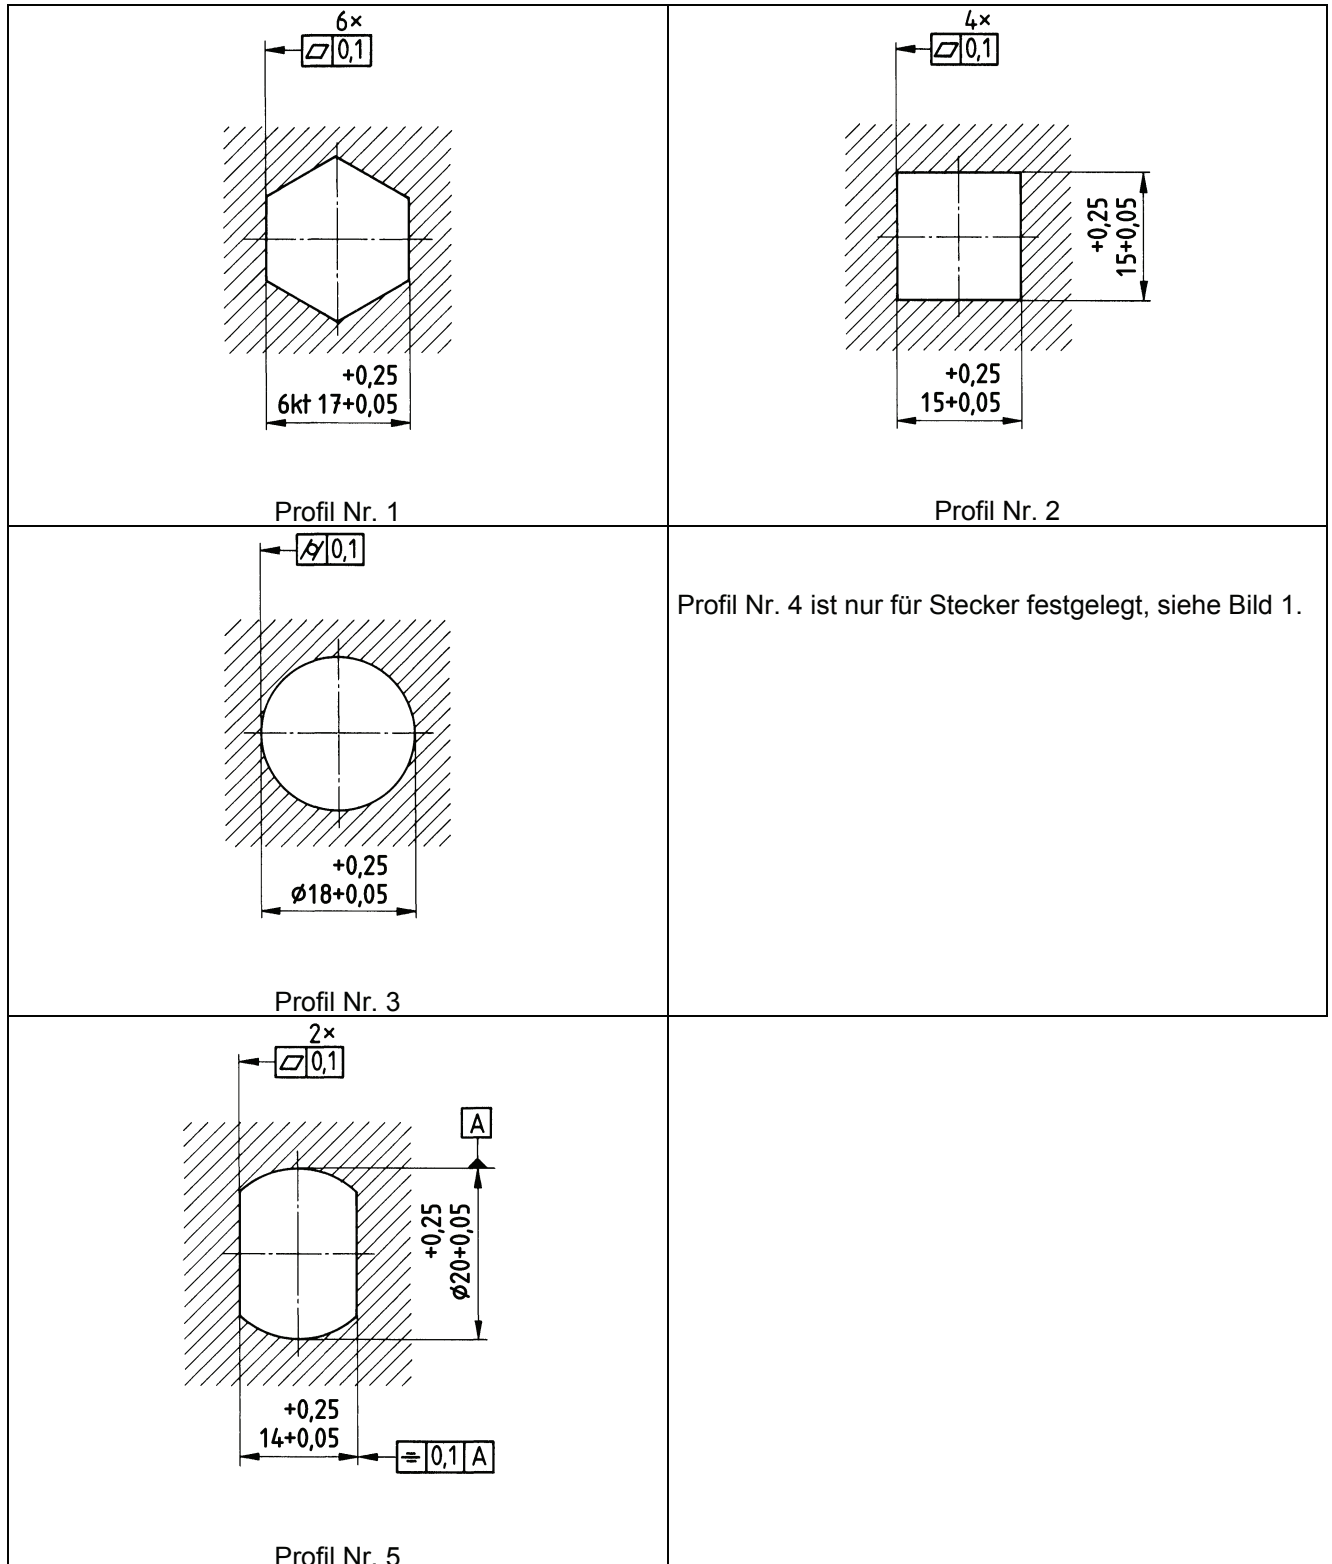 6×
0,1
+0,25
6kt 17+0,05
Profil Nr. 1
4×
0,1
+0,25
15+0,05
+0,25
15+0,05
Profil Nr. 2
0,1
+0,25
ø18+0,05
Profil Nr. 3
Profil Nr. 4 ist nur für Stecker festgelegt, siehe Bild 1.
2×
0,1
A
+0,25
ø20+0,05
+0,25
14+0,05
0,1 A
Profil Nr. 5